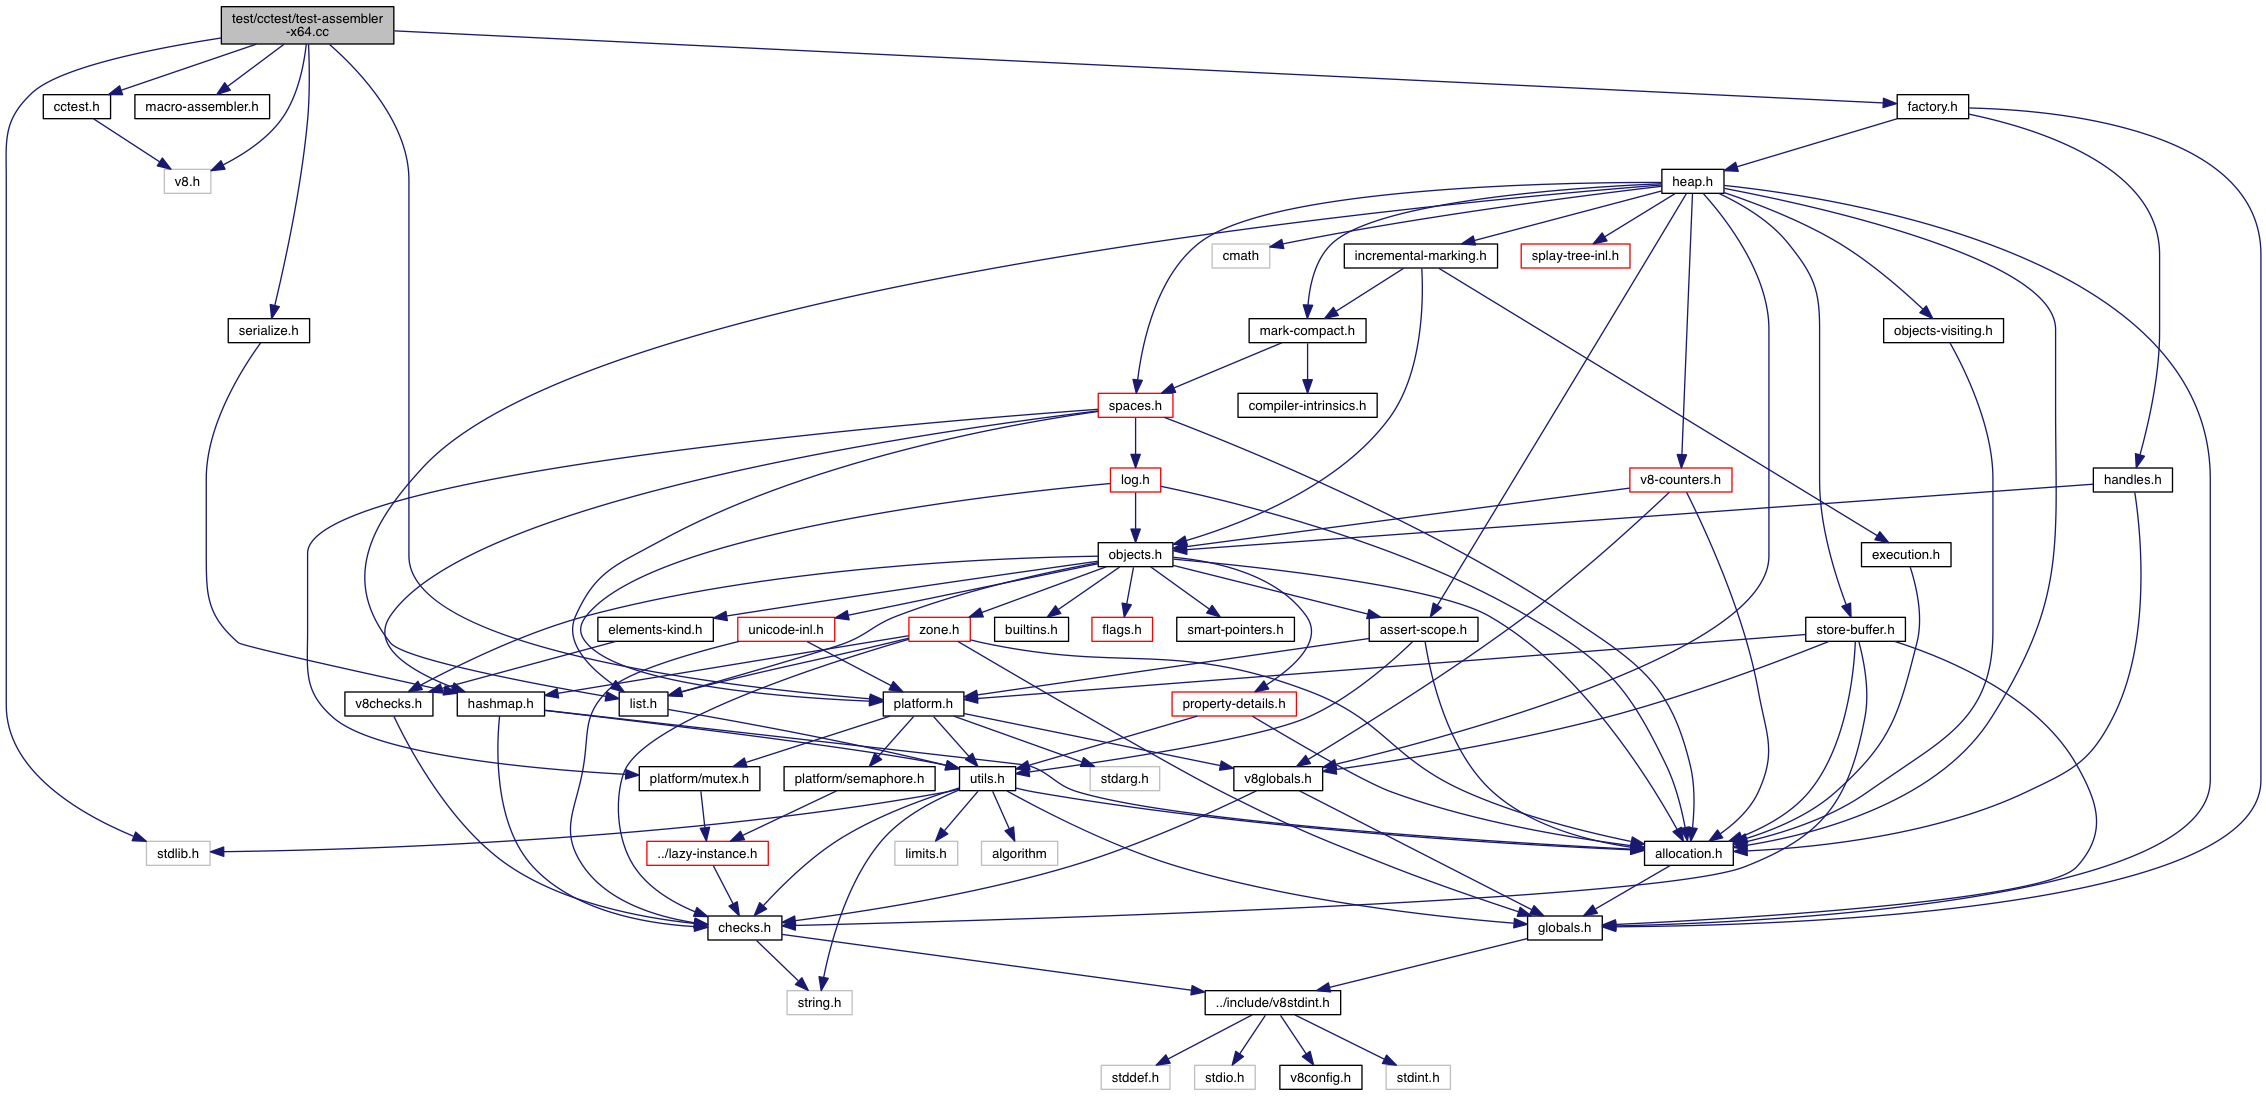 test/cctest/test-assembler
-x64.cc
cctest.h
macro-assembler.h
factory.h
v8.h
heap.h
cmath
incremental-marking.h
splay-tree-inl.h
serialize.h
mark-compact.h
objects-visiting.h
spaces.h
compiler-intrinsics.h
log.h
v8-counters.h
handles.h
objects.h
execution.h
elements-kind.h
unicode-inl.h
zone.h
builtins.h
flags.h
smart-pointers.h
assert-scope.h
store-buffer.h
v8checks.h
hashmap.h
list.h
platform.h
property-details.h
platform/mutex.h
platform/semaphore.h
utils.h
stdarg.h
v8globals.h
stdlib.h
../lazy-instance.h
limits.h
algorithm
allocation.h
checks.h
globals.h
string.h
../include/v8stdint.h
stddef.h
stdio.h
v8config.h
stdint.h